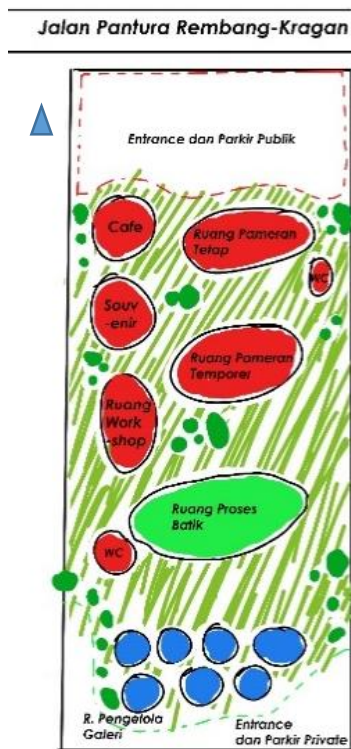 Jalan Pantura Rembang-Kragan
Entrance dan Parkir Publik
Cafe
Ruang Pameran
Tetap
WC
Souv
-enir
Ruang Pameran
Temporer
Ruang
Work
-shop
Ruang Proses
Batik
WC
R. Pengelola
Galeri
Entrance
dan Parkir Private